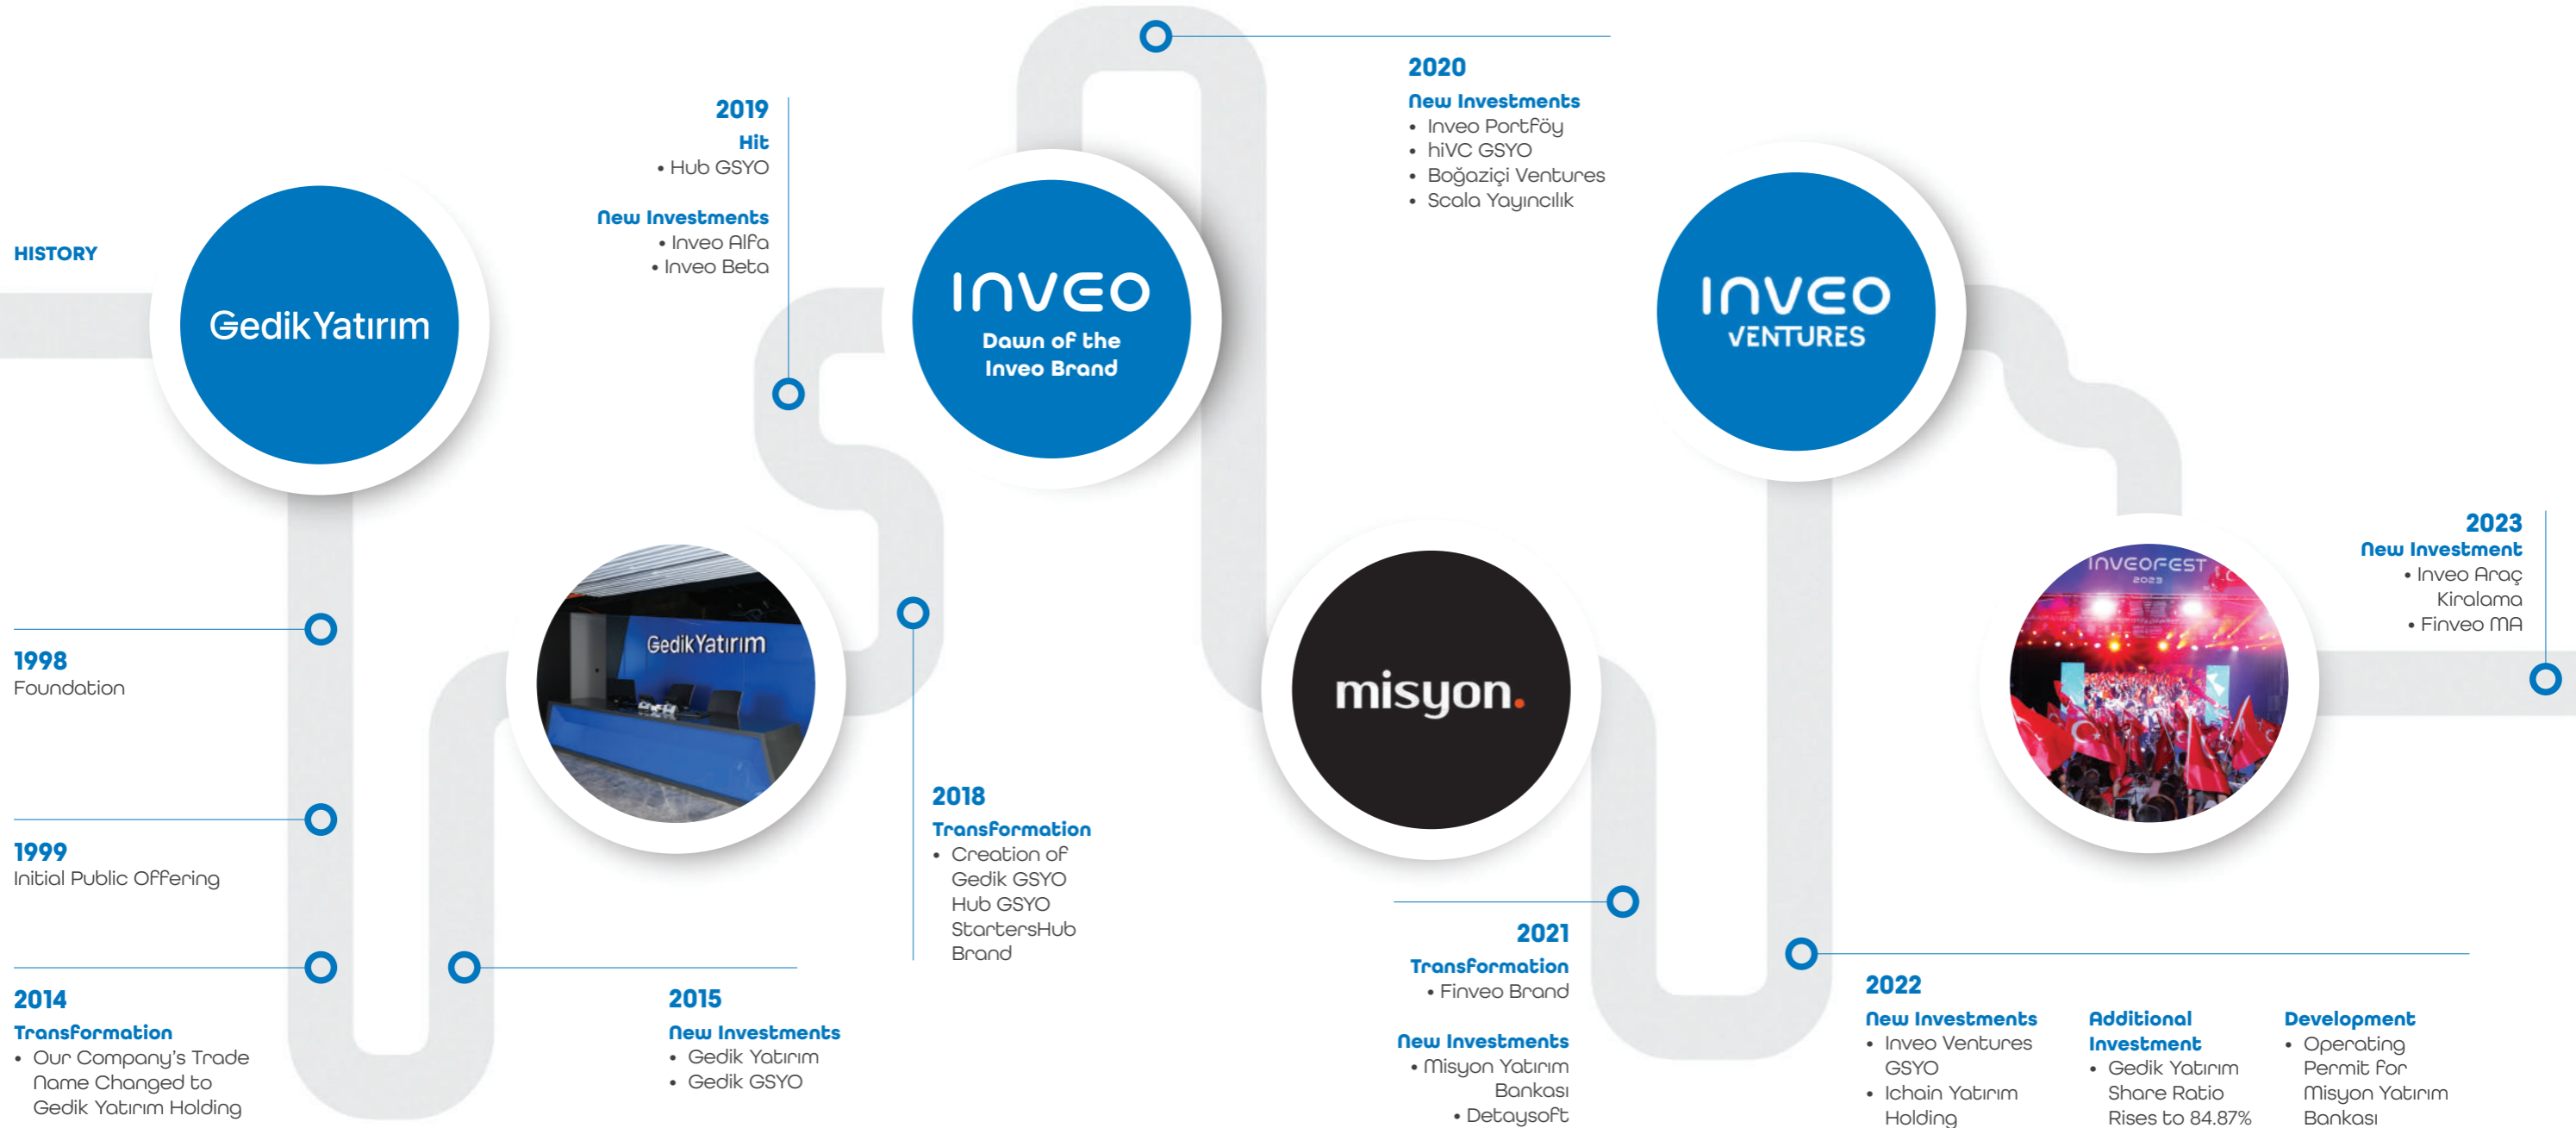 HISTORY
Gedik Yatırım
1998
Foundation
1999
Initial Public Offering
2014
Transformation
• Our Company's Trade
Name Changed to
Gedik Yatırım Holding
2015
New Investments
• Gedik Yatırım
• Gedik GSYO
Gedik Yatırım
2018
Transformation
• Creation of
Gedik GSYO
Hub GSYO
StartersHub
Brand
2019
Hit
• Hub GSYO
New Investments
• Inveo Alfa
• Inveo Beta
INVEO
Dawn of the
Inveo Brand
2020
New Investments
• Inveo Portföy
• hiVC GSYO
• Boğaziçi Ventures
• Scala Yayıncılık
misyon.
2021
Transformation
• Finveo Brand
New Investments
• Misyon Yatırım
Bankası
• Detaysoft
INVEO
VENTURES
2022
New Investments
• Inveo Ventures
GSYO
• Ichain Yatırım
Holding
Additional
Investment
• Gedik Yatırım
Share Ratio
Rises to 84.87%
Development
• Operating
Permit for
Misyon Yatırım
Bankası
INVEOFEST
2023
2023
New Investment
• Inveo Araç
Kiralama
• Finveo MA